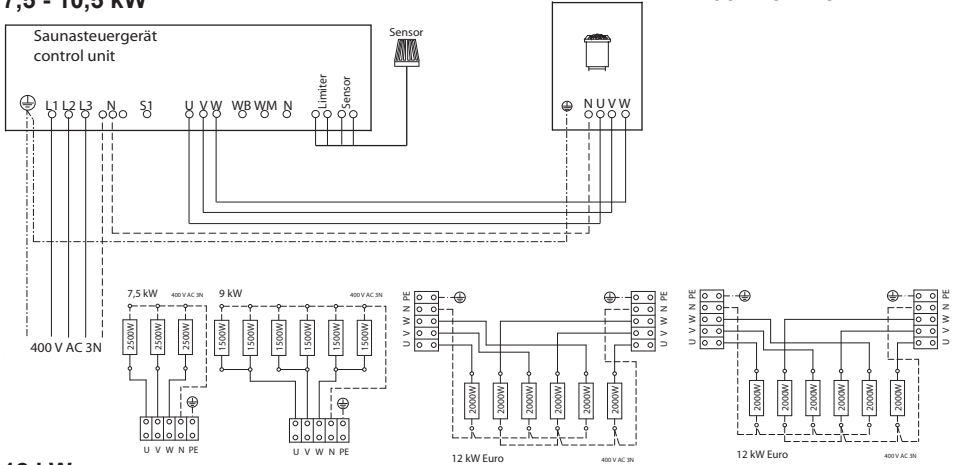 7,5 - 10,5 kW
Saunasteuergerät
control unit
Sensor
L1 L2 L3 N S1 U V W WB WM N Limiter Sensor
N U V W
400 V AC 3N
7,5 kW 400 V AC 3N
2500W 2500W 2500W
U V W N PE
9 kW 400 V AC 3N
1500W 1500W 1500W 1500W 1500W 1500W
U V W N PE
U V W N PE
U V W N PE
2000W 2000W 2000W 2000W 2000W 2000W
12 kW Euro 400 V AC 3N
U V W N PE
U V W N PE
2000W 2000W 2000W 2000W 2000W
12 kW Euro 400 V AC 3N